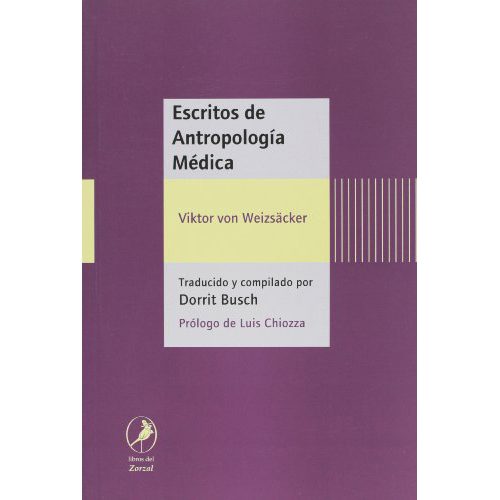 Escritos de
Antropología
Médica
Viktor von Weizsäcker
Traducido y compilado por
Dorrit Busch
Prólogo de Luis Chiozza
libros del
Zorzal